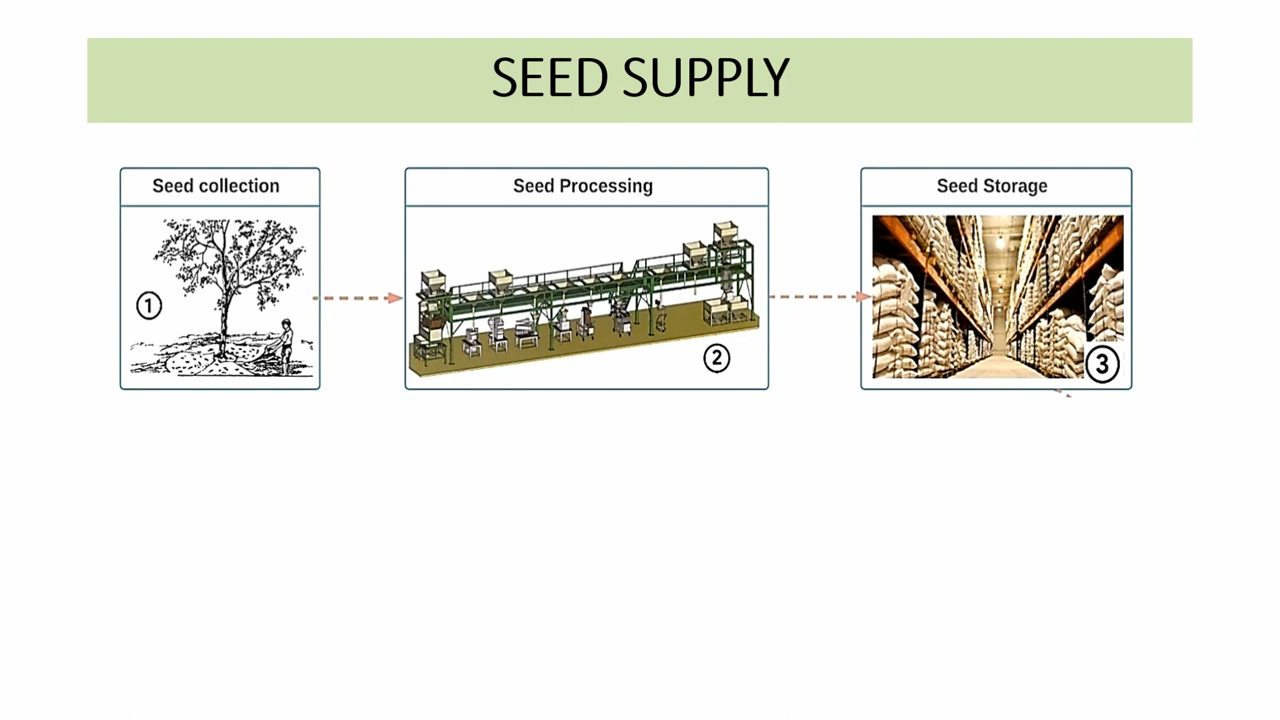 SEED SUPPLY
Seed collection
Seed Processing
Seed Storage
1
2
3